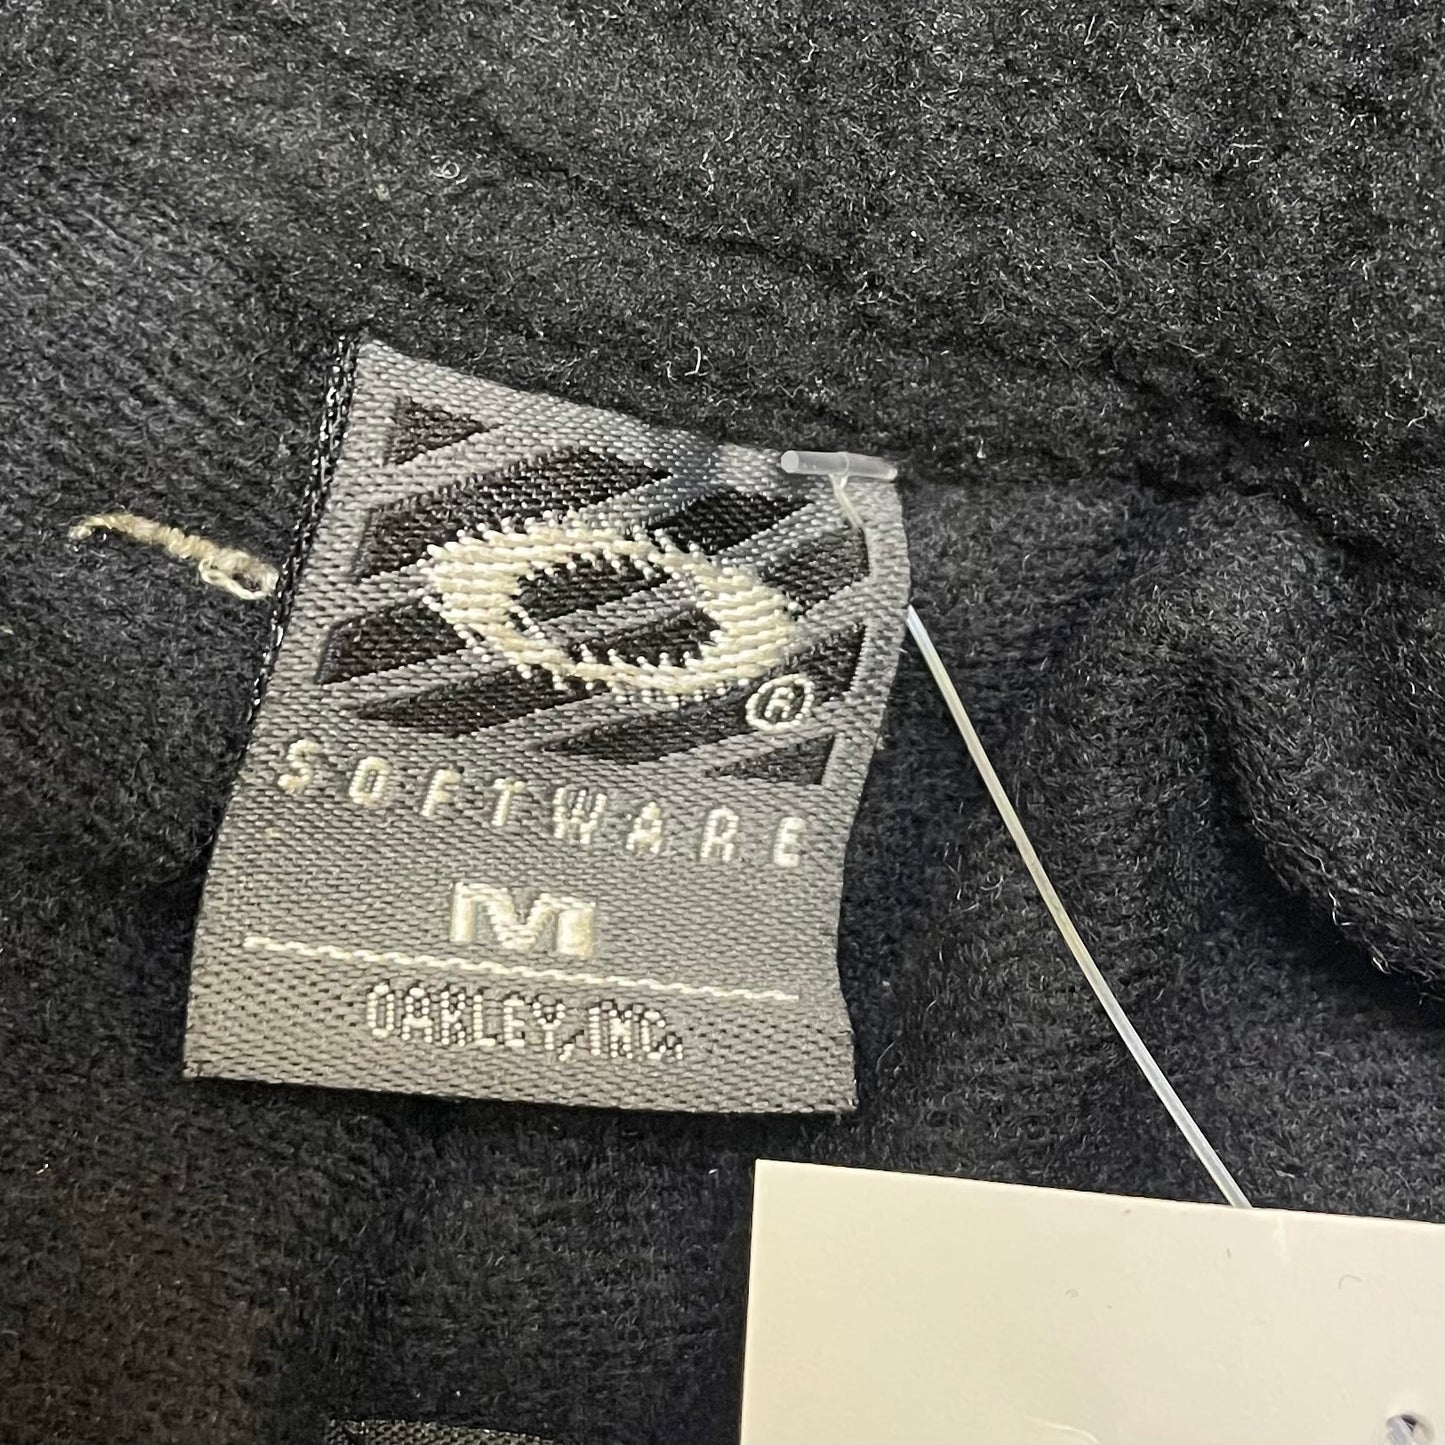 ®
SOFTWARE
M
OAKLEY, INC.